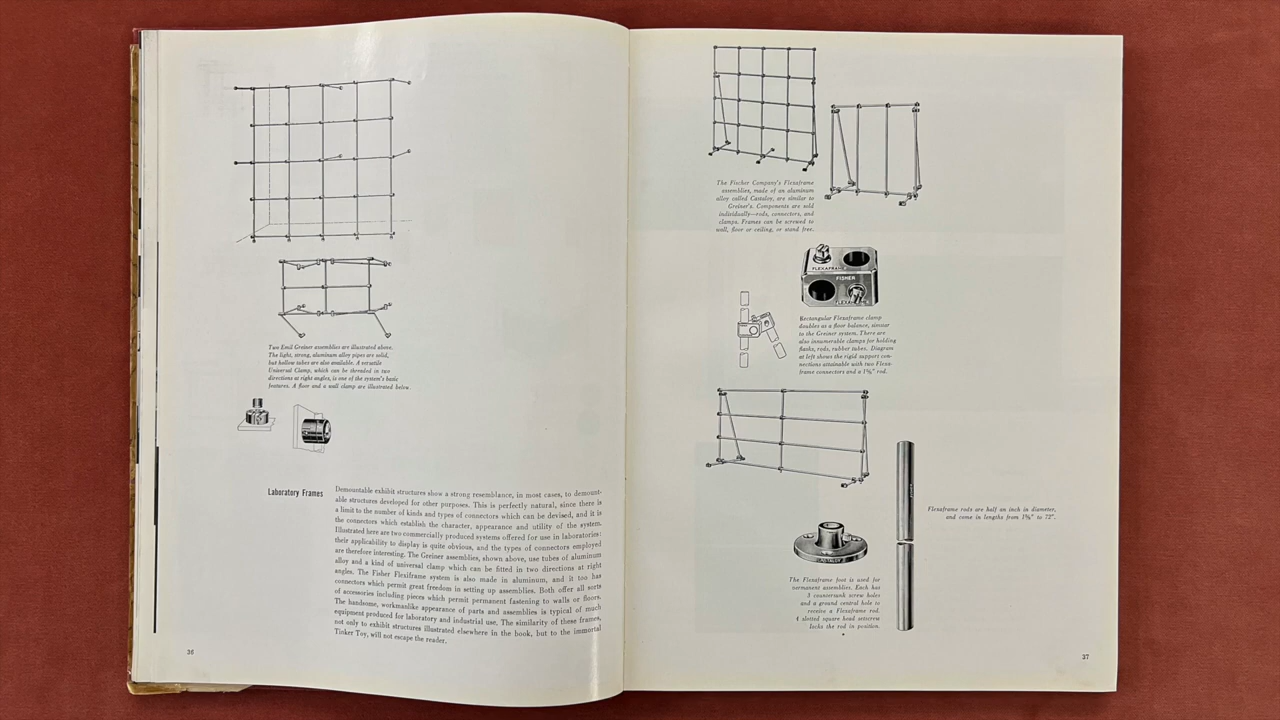 Two Emil Greiner assemblies are illustrated above.
The light, strong, aluminum alloy pipes are solid,
but hollow tubes are also available. A versatile
Universal Clamp, which can be threaded in two
directions at right angles, is one of the system's basic
features. A floor and a wall clamp are illustrated below.
Laboratory Frames
Demountable exhibit structures show a strong resemblance, in most cases, to demount-
able structures developed for other purposes. This is perfectly natural, since there is
a limit to the number of kinds and types of connectors which can be devised, and it is
the connectors which establish the character, appearance and utility of the system.
Illustrated here are two commercially produced systems offered for use in laboratories;
their applicability to display is quite obvious, and the types of connectors employed
are therefore interesting. The Greiner assemblies, shown above, use tubes of aluminum
alloy and a kind of universal clamp which can be fitted in two directions at right
angles. The Fisher Flexiframe system is also made in aluminum, and it too has
connectors which permit great freedom in setting up assemblies. Both offer all sorts
of accessories including pieces which permit permanent fastening to walls or floors.
The handsome, workmanlike appearance of parts and assemblies is typical of much
equipment produced for laboratory and industrial use. The similarity of these frames,
not only to exhibit structures illustrated elsewhere in the book, but to the immortal
Tinker Toy, will not escape the reader.
36
The Fischer Company's Flexaframe
assemblies, made of an aluminum
alloy called Castaloy, are similar to
Greiner's. Components are sold
individually—rods, connectors, and
clamps. Frames can be screwed to
wall, floor or ceiling, or stand free.
FLEXAFRAME
FISHER
FLEXAFRAME
Rectangular Flexaframe clamp
doubles as a floor balance, similar
to the Greiner system. There are
also innumerable clamps for holding
flasks, rods, rubber tubes. Diagram
at left shows the rigid support con-
nections attainable with two Flexa-
frame connectors and a 1⅝" rod.
Flexaframe rods are half an inch in diameter,
and come in lengths from 1⅝" to 72".
The Flexaframe foot is used for
permanent assemblies. Each has
3 countersunk screw holes
and a ground central hole to
receive a Flexaframe rod.
A slotted square head setscrew
locks the rod in position.
37